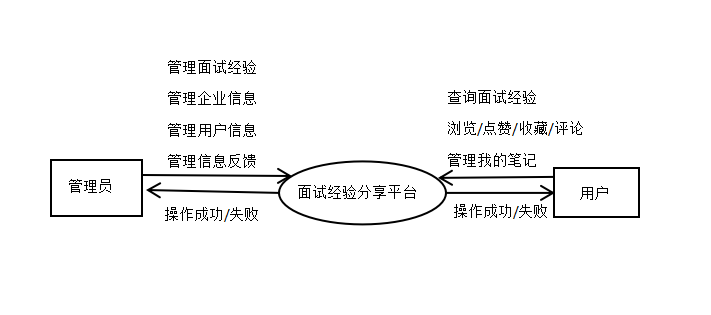 管理面试经验
管理企业信息
管理用户信息
管理信息反馈
查询面试经验
浏览/点赞/收藏/评论
管理我的笔记
管理员
面试经验分享平台
用户
操作成功/失败
操作成功/失败